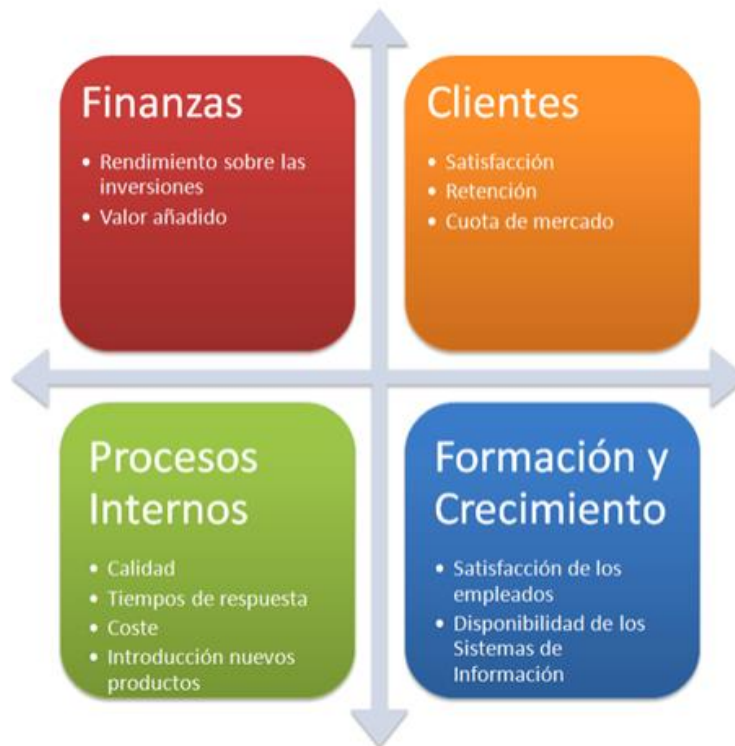 Finanzas
• Rendimiento sobre las
inversiones
• Valor añadido
Clientes
• Satisfacción
• Retención
• Cuota de mercado
Procesos
Internos
• Calidad
• Tiempos de respuesta
• Coste
• Introducción nuevos
productos
Formación y
Crecimiento
• Satisfacción de los
empleados
• Disponibilidad de los
Sistemas de
Información